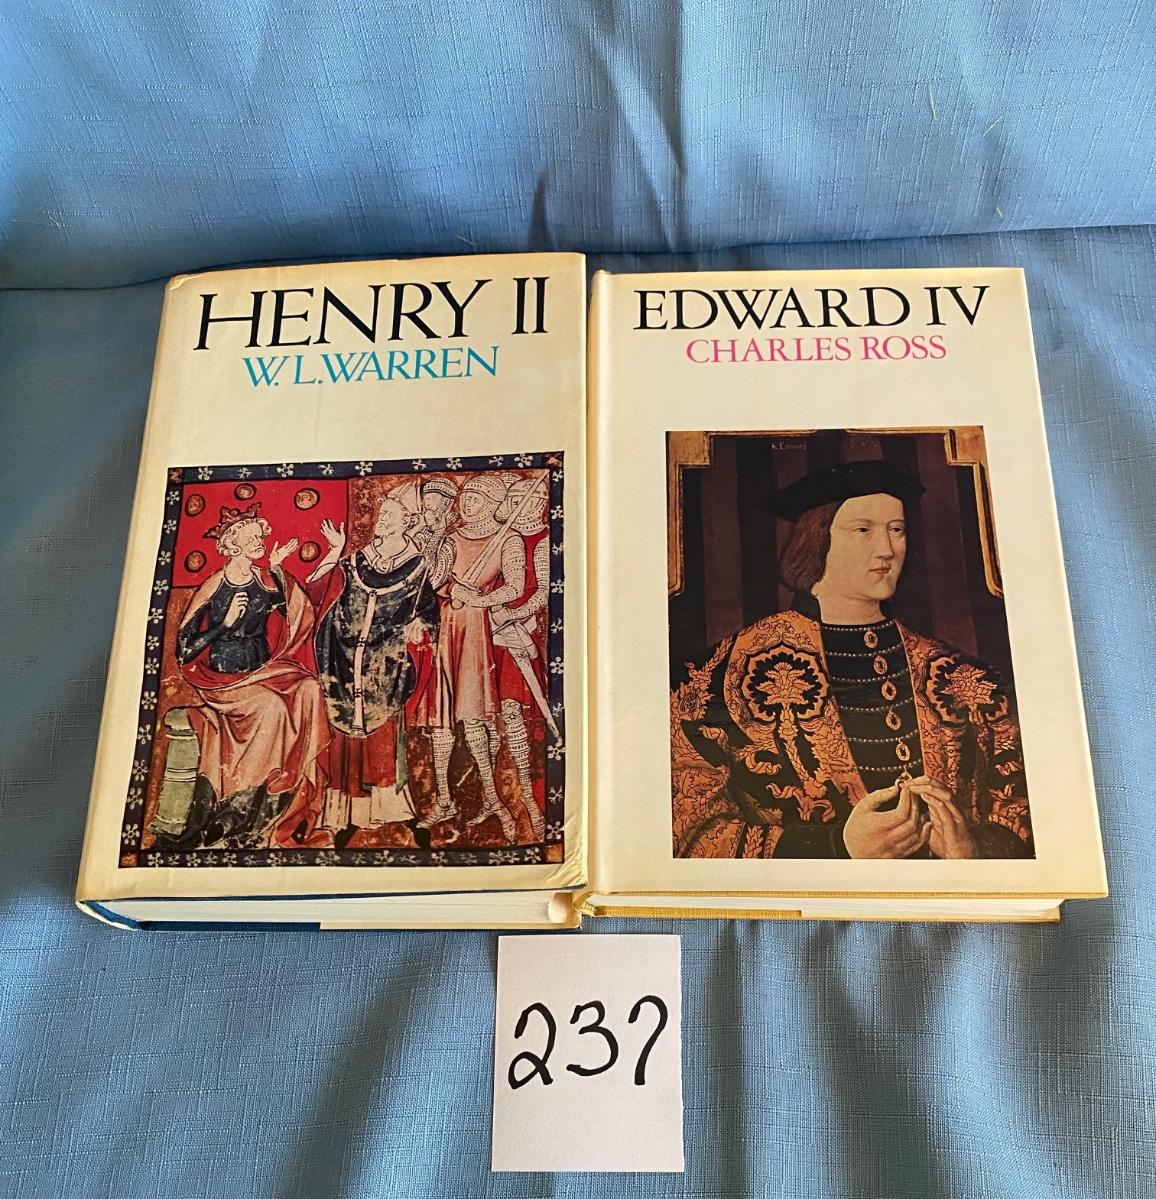 HENRY II
W. L. WARREN
EDWARD IV
CHARLES ROSS
237